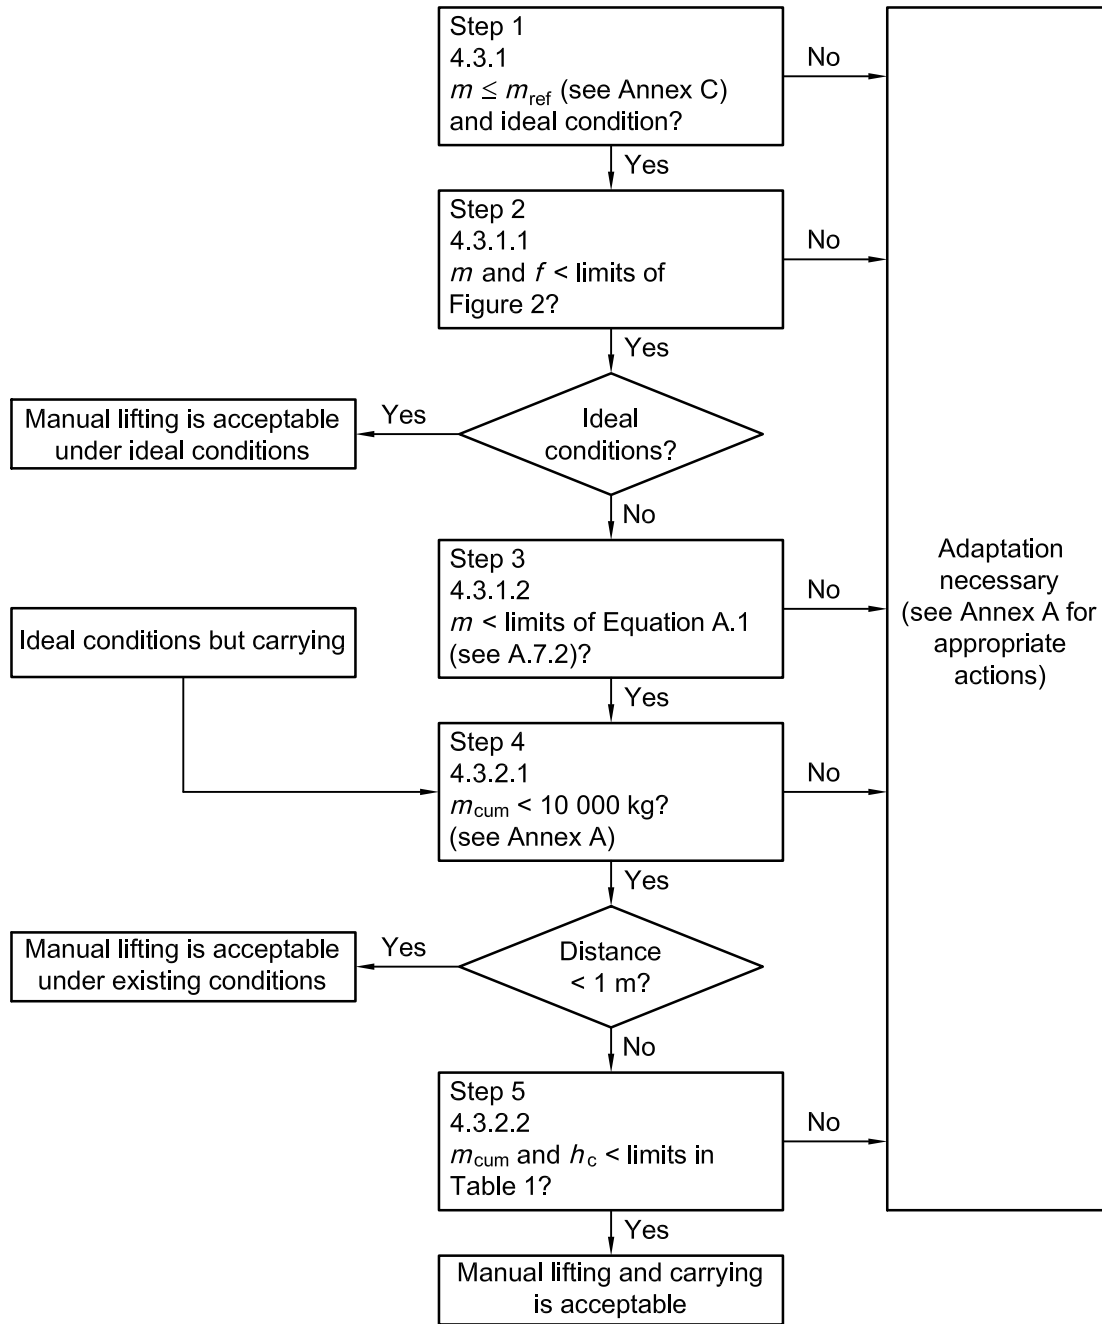 Step 1
4.3.1
m ≤ mref (see Annex C)
and ideal condition?
No
Yes
Step 2
4.3.1.1
m and f < limits of
Figure 2?
No
Yes
Manual lifting is acceptable
under ideal conditions
Yes
Ideal
conditions?
No
Step 3
4.3.1.2
m < limits of Equation A.1
(see A.7.2)?
No
Adaptation
necessary
(see Annex A for
appropriate
actions)
Ideal conditions but carrying
Yes
Step 4
4.3.2.1
mcum < 10 000 kg?
(see Annex A)
No
Yes
Manual lifting is acceptable
under existing conditions
Yes
Distance
< 1 m?
No
Step 5
4.3.2.2
mcum and hc < limits in
Table 1?
No
Yes
Manual lifting and carrying
is acceptable